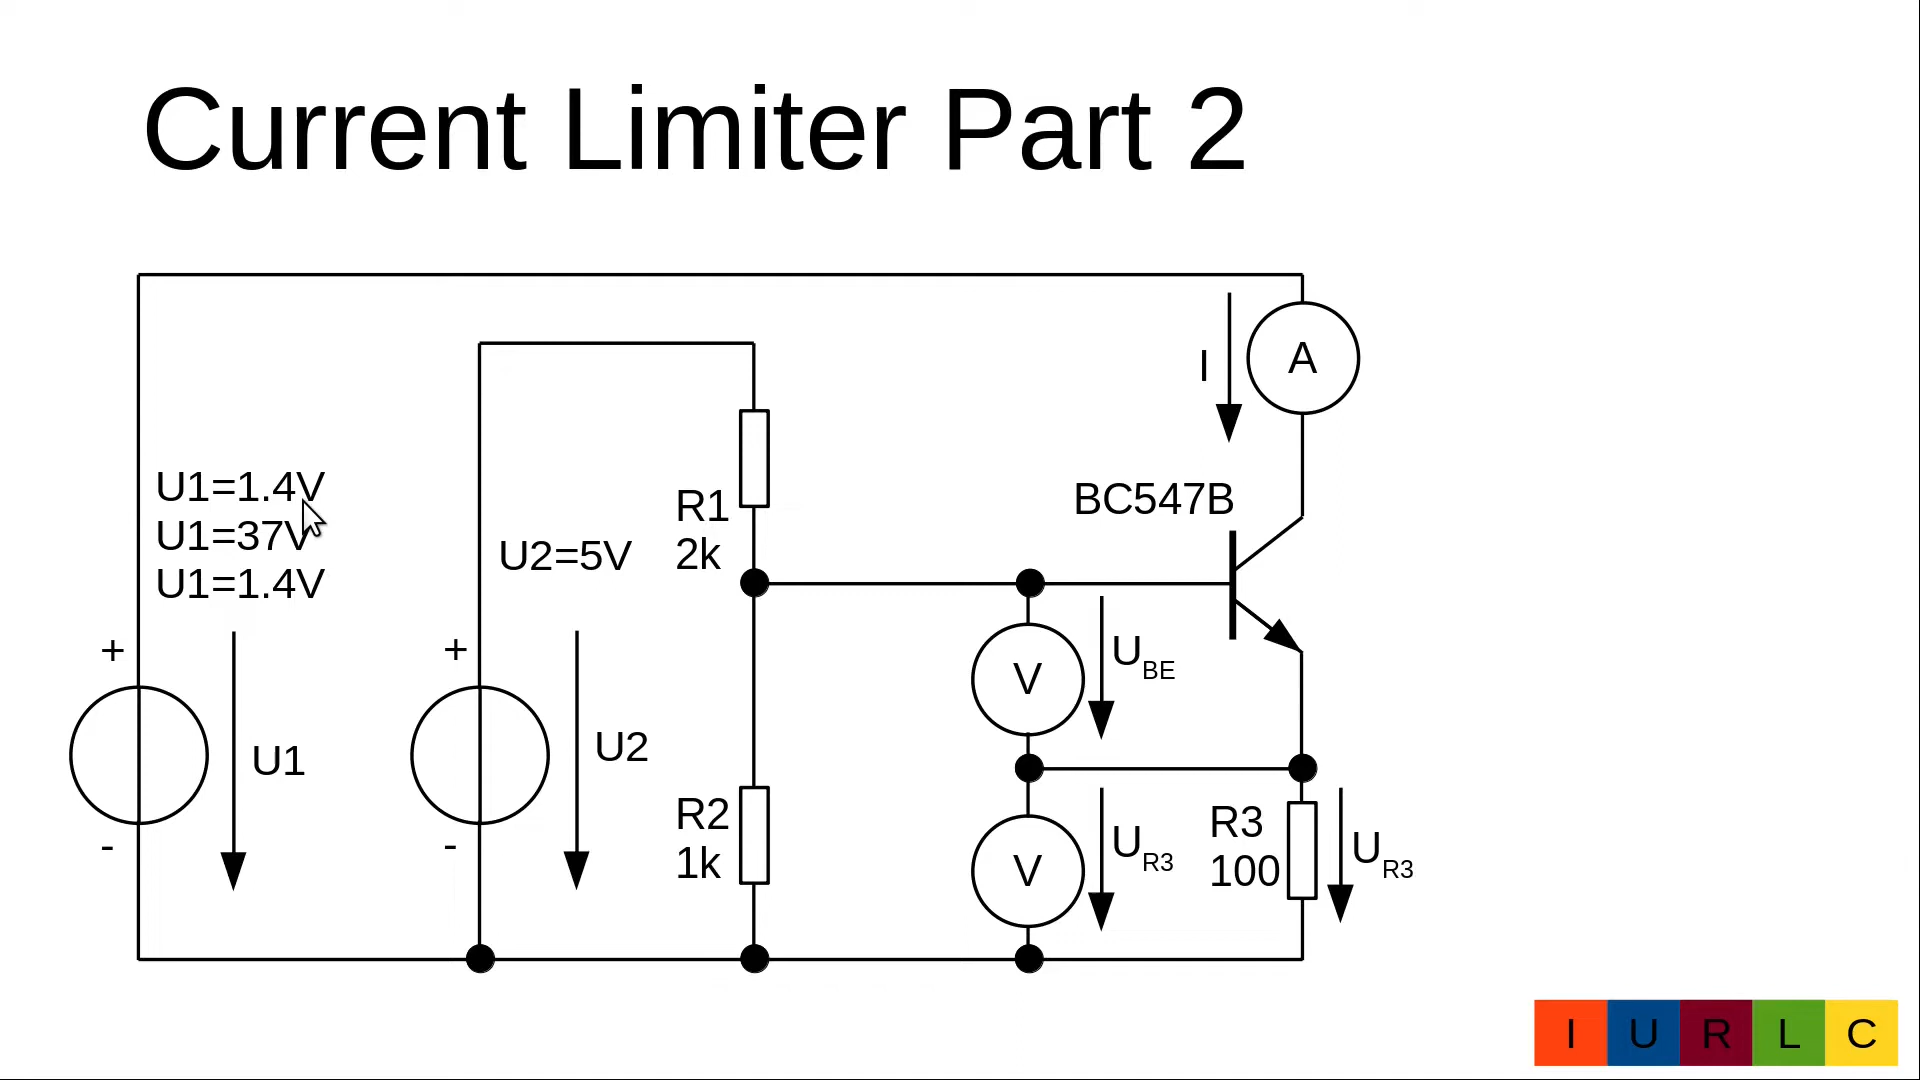 Current Limiter Part 2
I
A
U1=1.4V
U1=37V
U1=1.4V
U2=5V
R1
2k
BC547B
+
+
V
UBE
U1
U2
-
-
R2
1k
V
UR3
R3
100
UR3
I U R L C